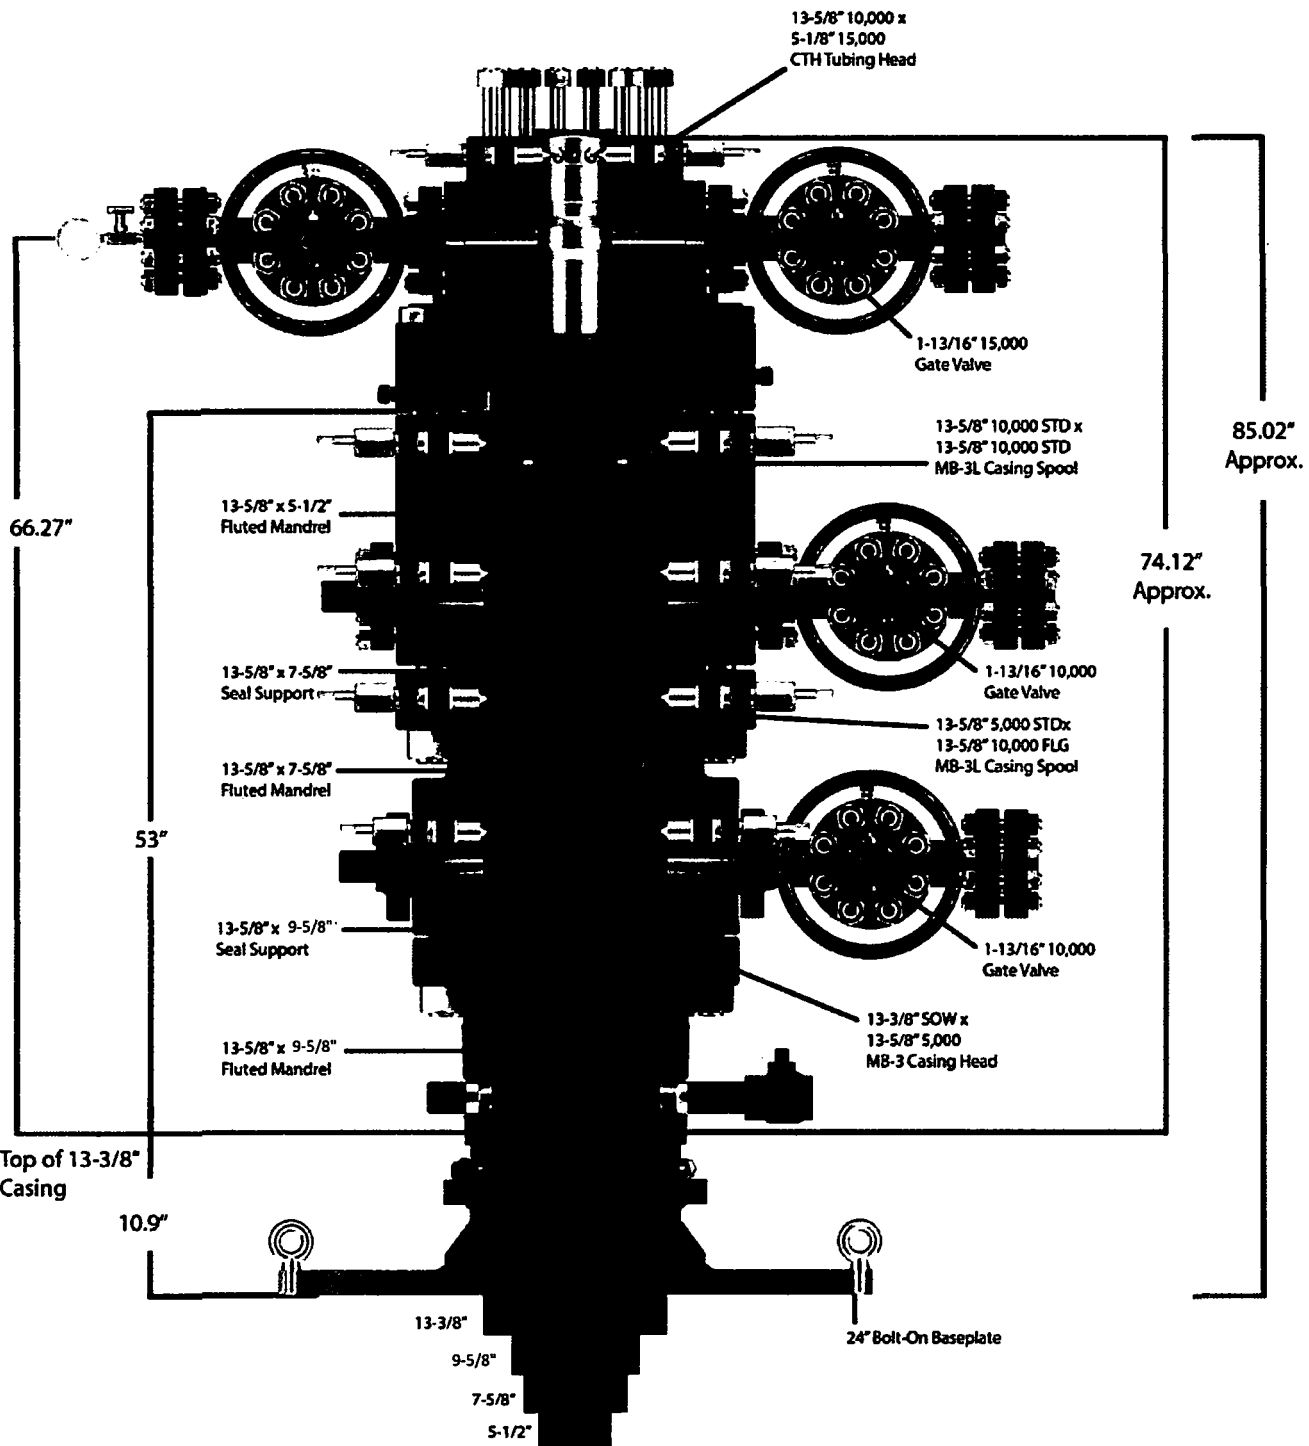 13-5/8" 10,000 x
5-1/8" 15,000
CTH Tubing Head
1-13/16" 15,000
Gate Valve
13-5/8" 10,000 STD x
13-5/8" 10,000 STD
MB-3L Casing Spool
85.02"
Approx.
13-5/8" x 5-1/2"
Fluted Mandrel
66.27"
74.12"
Approx.
13-5/8" x 7-5/8"
Seal Support
1-13/16" 10,000
Gate Valve
13-5/8" 5,000 STDx
13-5/8" 10,000 FLG
MB-3L Casing Spool
13-5/8" x 7-5/8"
Fluted Mandrel
53"
13-5/8" x 9-5/8"
Seal Support
1-13/16" 10,000
Gate Valve
13-3/8" SOW x
13-5/8" 5,000
MB-3 Casing Head
13-5/8" x 9-5/8"
Fluted Mandrel
Top of 13-3/8"
Casing
10.9"
13-3/8"
24" Bolt-On Baseplate
9-5/8"
7-5/8"
5-1/2"